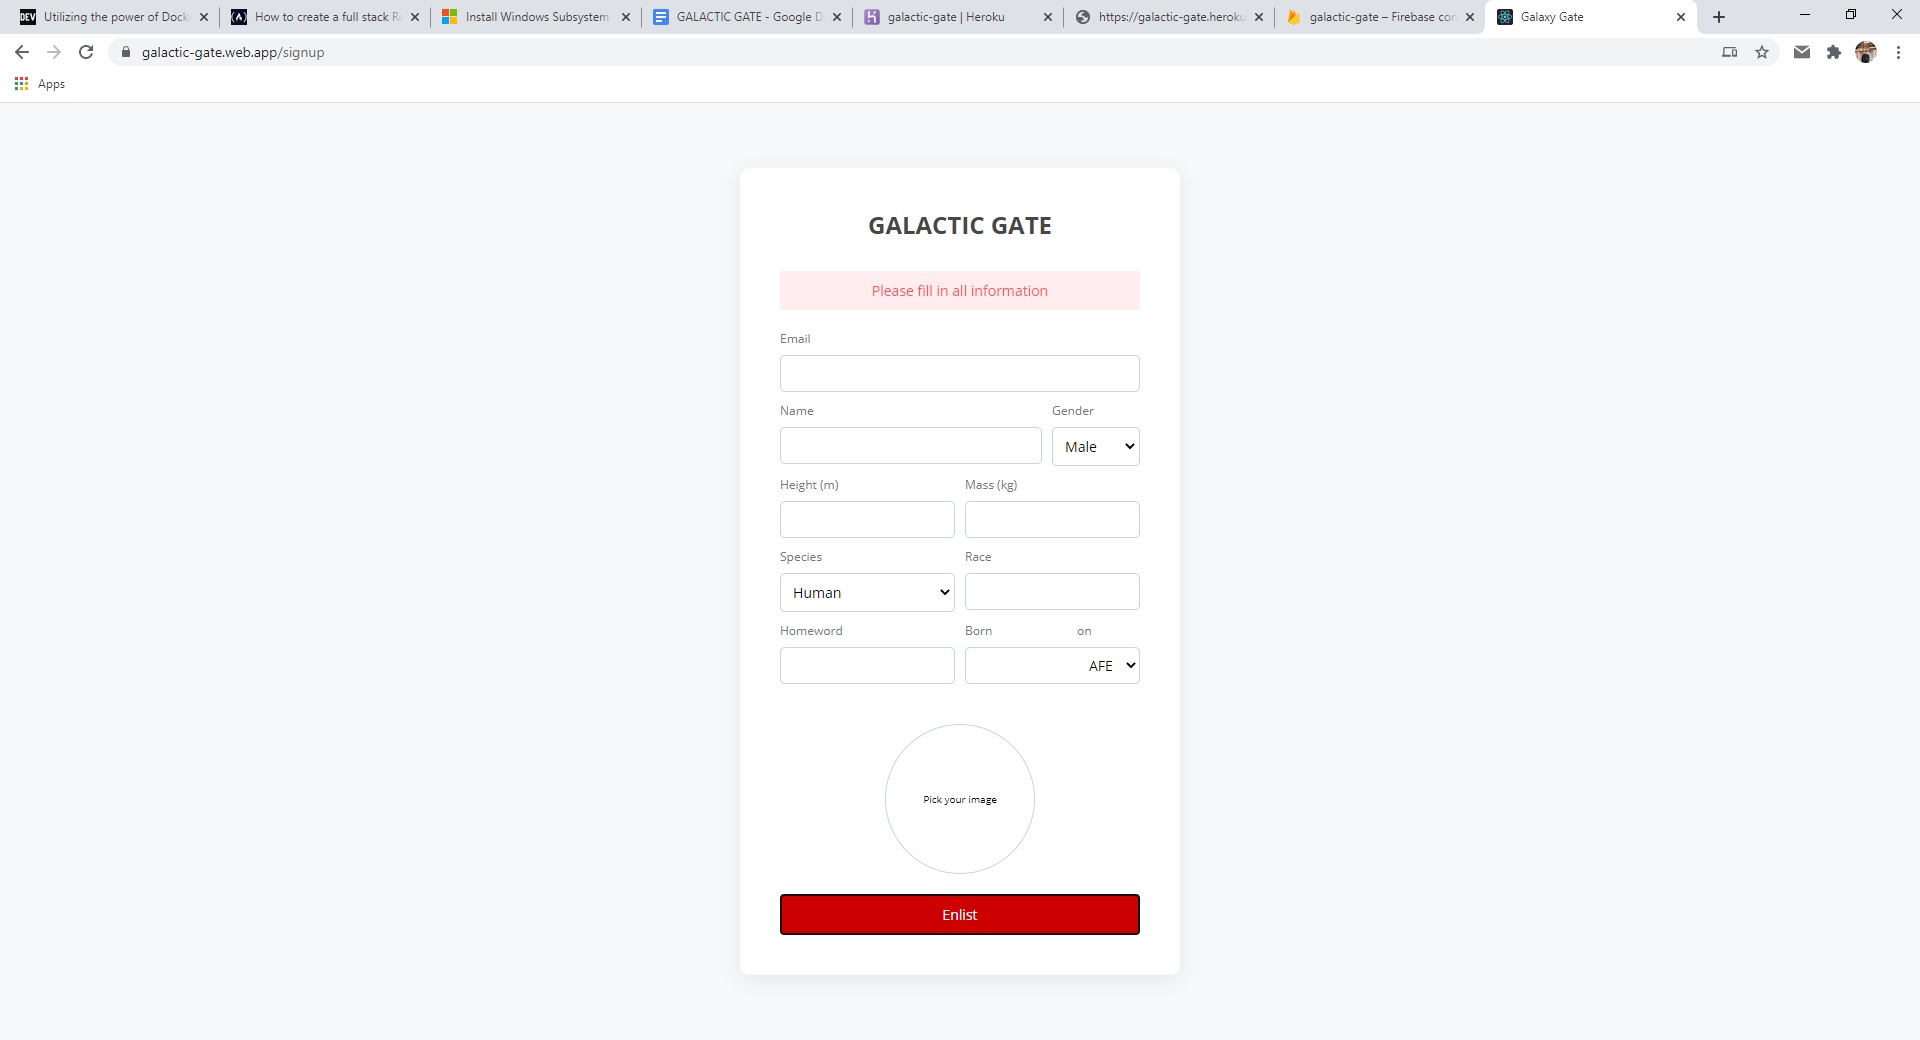 DEV Utilizing the power of Dock
How to create a full stack R
Install Windows Subsystem
GALACTIC GATE - Google D
galactic-gate | Heroku
https://galactic-gate.heroku
galactic-gate – Firebase con
Galaxy Gate
galactic-gate.web.app/signup
Apps
GALACTIC GATE
Please fill in all information
Email
Name Gender
Male
Height (m) Mass (kg)
Species Race
Human
Homeword Born on
AFE
Pick your image
Enlist